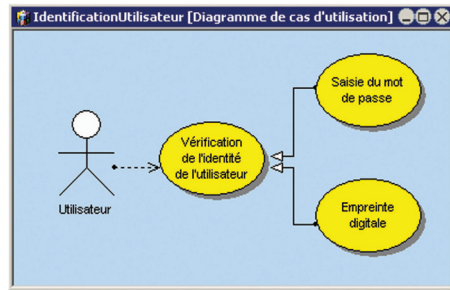 IdentificationUtilisateur [Diagramme de cas d'utilisation]
Saisie du mot
de passe
Vérification
de l'identité
de l'utilisateur
Utilisateur
Empreinte
digitale